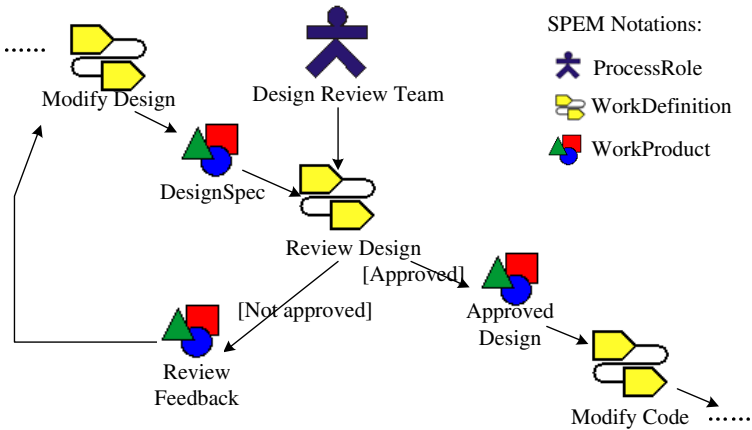 SPEM Notations:
......
ProcessRole
Modify Design
Design Review Team
WorkDefinition
WorkProduct
DesignSpec
Review Design
[Approved]
[Not approved]
Approved
Design
Review
Feedback
Modify Code
......